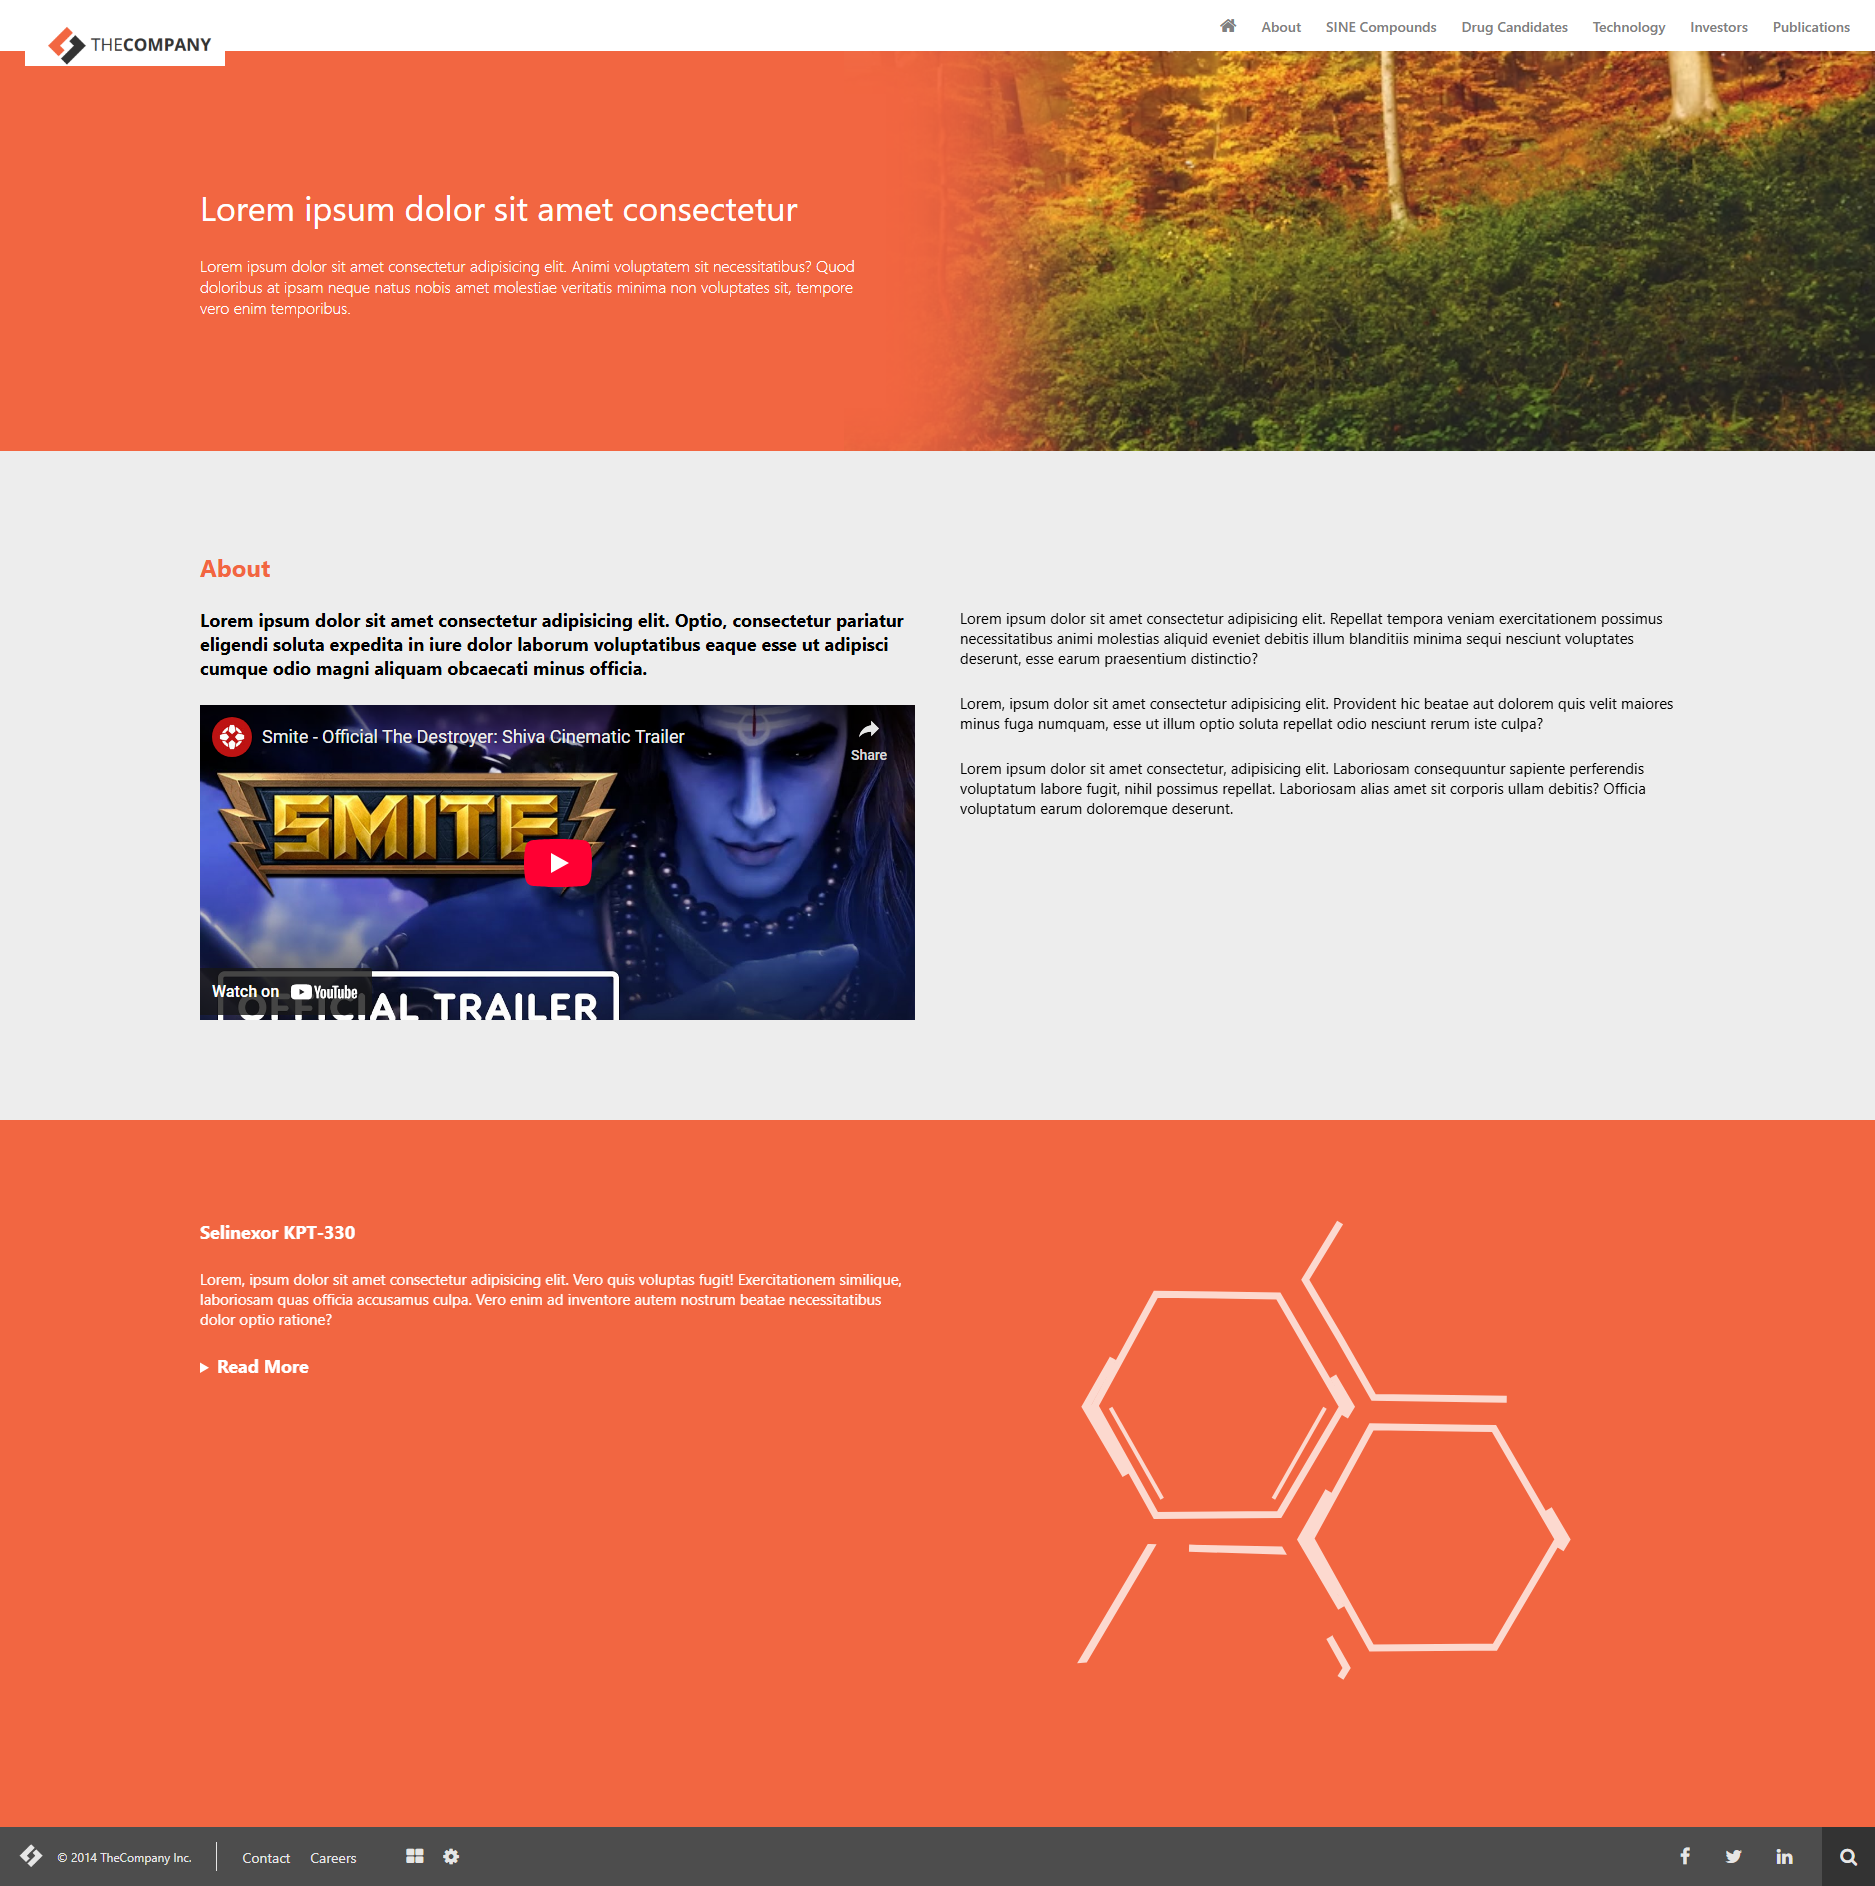 THECOMPANY
About SINE Compounds Drug Candidates Technology Investors Publications
Lorem ipsum dolor sit amet consectetur
Lorem ipsum dolor sit amet consectetur adipisicing elit. Animi voluptatem sit necessitatibus? Quod
doloribus at ipsam neque natus nobis amet molestiae veritatis minima non voluptates sit, tempore
vero enim temporibus.
About
Lorem ipsum dolor sit amet consectetur adipisicing elit. Optio, consectetur pariatur
eligendi soluta expedita in iure dolor laborum voluptatibus eaque esse ut adipisci
cumque odio magni aliquam obcaecati minus officia.
Smite - Official The Destroyer: Shiva Cinematic Trailer
Share
SMITE
Watch on YouTube
OFFICIAL TRAILER
Lorem ipsum dolor sit amet consectetur adipisicing elit. Repellat tempora veniam exercitationem possimus
necessitatibus animi molestias aliquid eveniet debitis illum blanditiis minima sequi nesciunt voluptates
deserunt, esse earum praesentium distinctio?
Lorem, ipsum dolor sit amet consectetur adipisicing elit. Provident hic beatae aut dolorem quis velit maiores
minus fuga numquam, esse ut illum optio soluta repellat odio nesciunt rerum iste culpa?
Lorem ipsum dolor sit amet consectetur, adipisicing elit. Laboriosam consequuntur sapiente perferendis
voluptatum labore fugit, nihil possimus repellat. Laboriosam alias amet sit corporis ullam debitis? Officia
voluptatum earum doloremque deserunt.
Selinexor KPT-330
Lorem, ipsum dolor sit amet consectetur adipisicing elit. Vero quis voluptas fugit! Exercitationem similique,
laboriosam quas officia accusamus culpa. Vero enim ad inventore autem nostrum beatae necessitatibus
dolor optio ratione?
Read More
© 2014 TheCompany Inc. Contact Careers